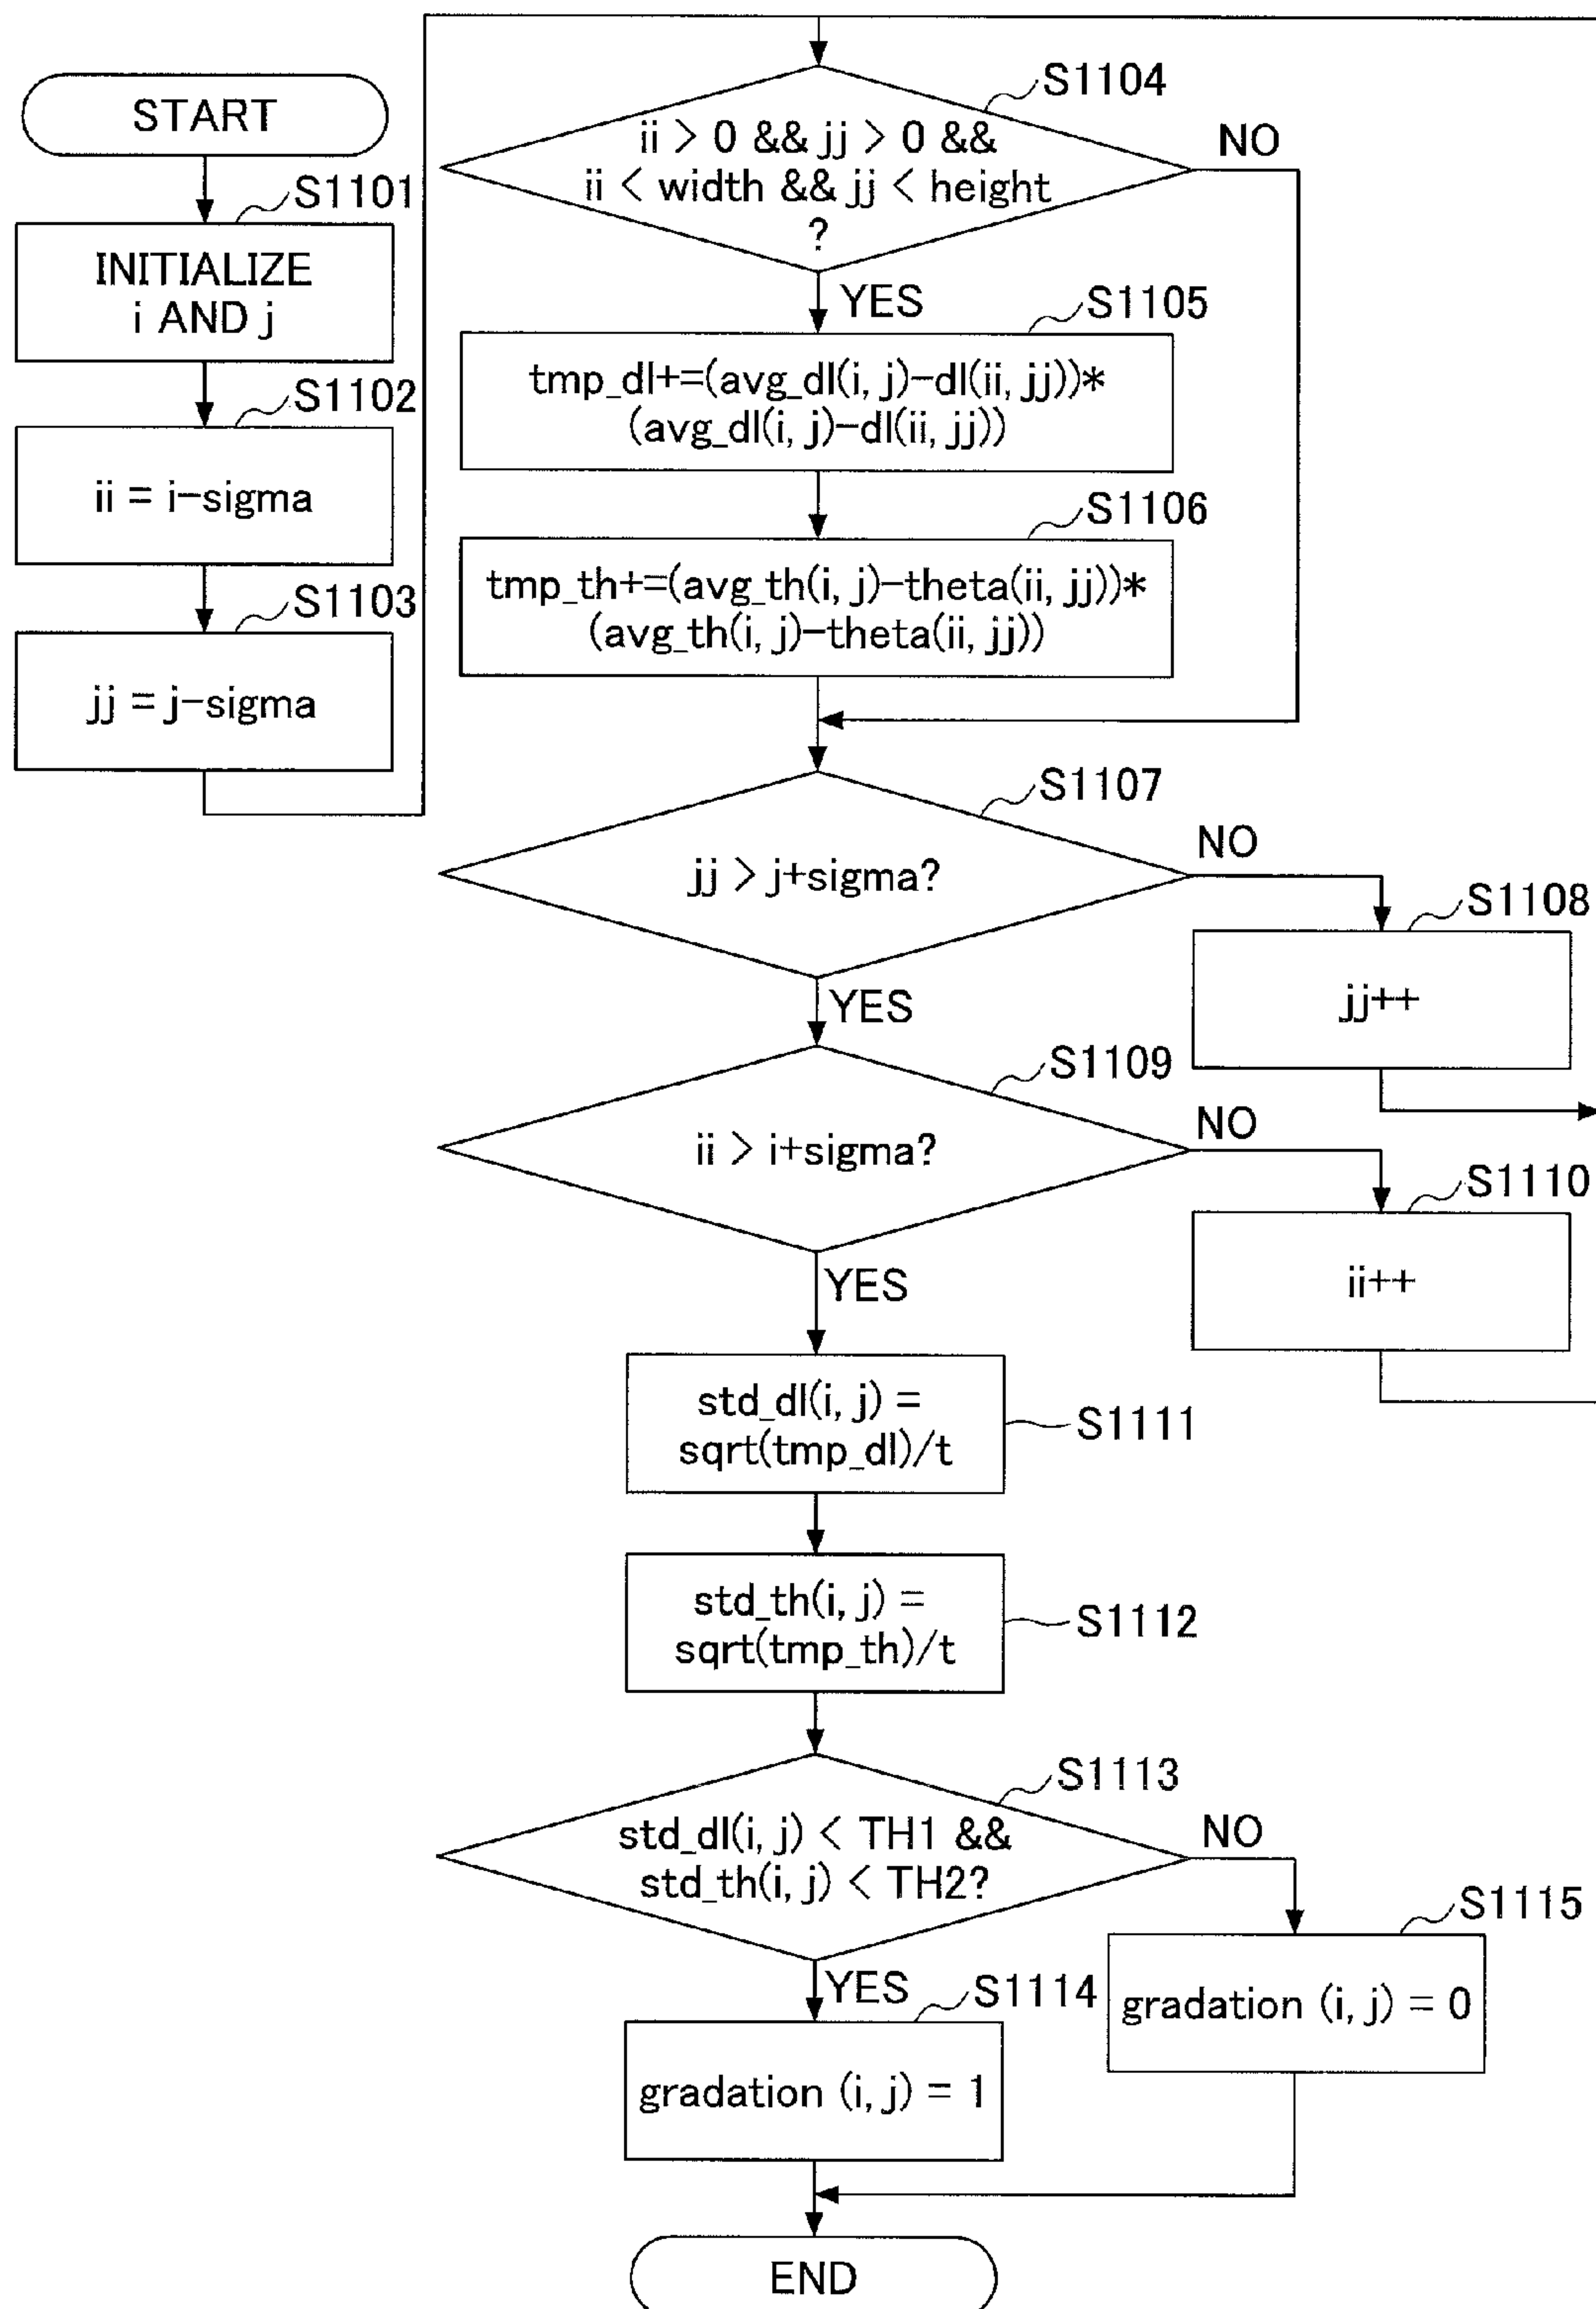 START
S1101
INITIALIZE
i AND j
S1102
ii = i-sigma
S1103
jj = j-sigma
S1104
ii > 0 && jj > 0 &&
ii < width && jj < height
?
NO
YES
S1105
tmp_dl+=(avg_dl(i, j)-dl(ii, jj))*
(avg_dl(i, j)-dl(ii, jj))
S1106
tmp_th+=(avg_th(i, j)-theta(ii, jj))*
(avg_th(i, j)-theta(ii, jj))
S1107
jj > j+sigma?
NO
S1108
jj++
YES
S1109
ii > i+sigma?
NO
S1110
ii++
YES
std_dl(i, j) =
sqrt(tmp_dl)/t
S1111
std_th(i, j) =
sqrt(tmp_th)/t
S1112
S1113
std_dl(i, j) < TH1 &&
std_th(i, j) < TH2?
NO
S1115
gradation (i, j) = 0
YES
S1114
gradation (i, j) = 1
END